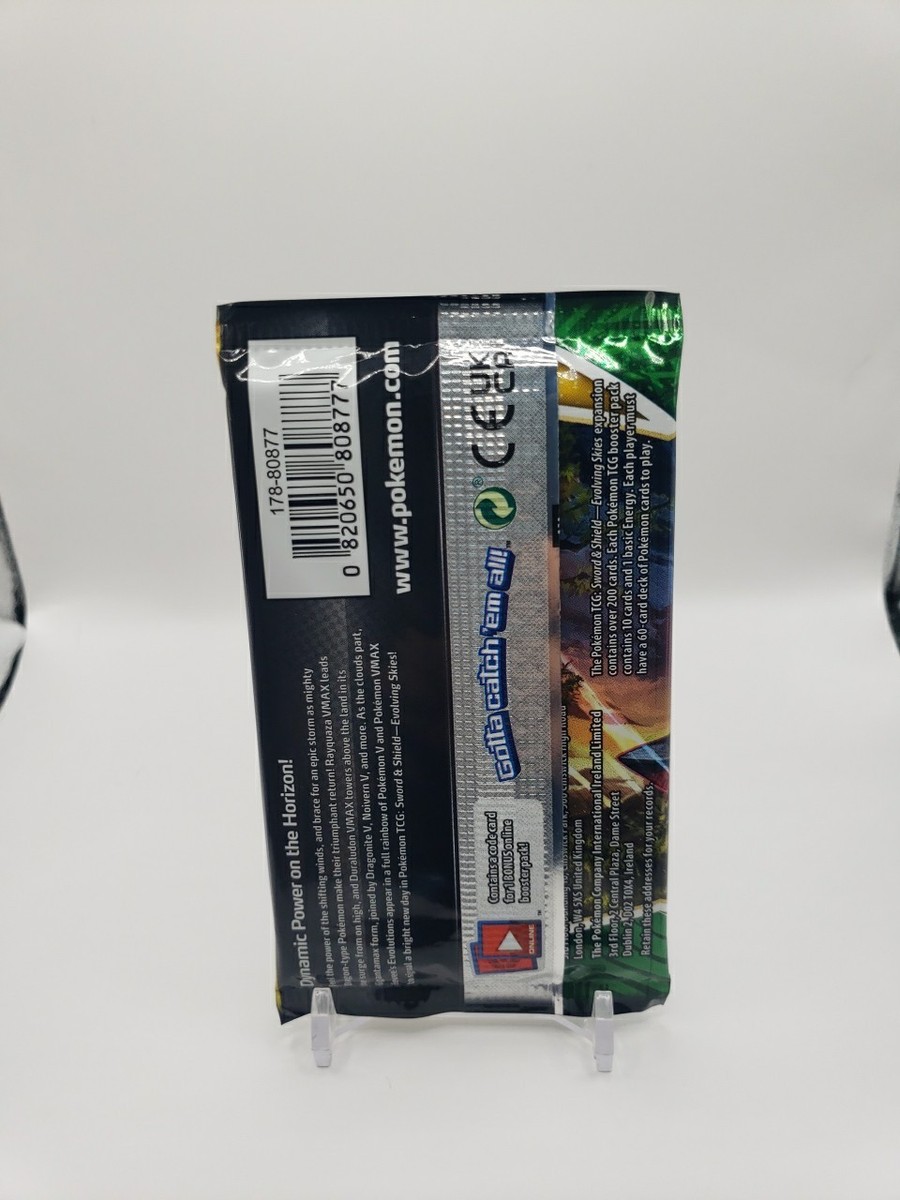 178-80877
0 820650 80877
www.pokemon.com
Dynamic Power on the Horizon!
the power of the shifting winds, and brace for an epic storm as mighty
Pokémon make their triumphant return! Rayquaza VMAX leads
surge from on high, and Duraludon VMAX towers above the land in its
form, joined by Dragonite V, Noivern V, and more. As the clouds part,
Evolutions appear in a full rainbow of Pokémon V and Pokémon VMAX
a bright new day in Pokémon TCG: Sword & Shield—Evolving Skies!
CE UK CA
Gotta catch 'em all!™
Contains a code card
for 1 BONUS online
booster pack!
ONLINE
™
The Pokémon TCG: Sword & Shield—Evolving Skies expansion
contains over 200 cards. Each Pokémon TCG booster pack
contains 10 cards and 1 basic Energy. Each player must
have a 60-card deck of Pokémon cards to play.
London W4 5XS United Kingdom
The Pokémon Company International Ireland Limited
3rd Floor, 2 Central Plaza, Dame Street
Dublin 2, D02 T0X4, Ireland
Retain these addresses for your records.